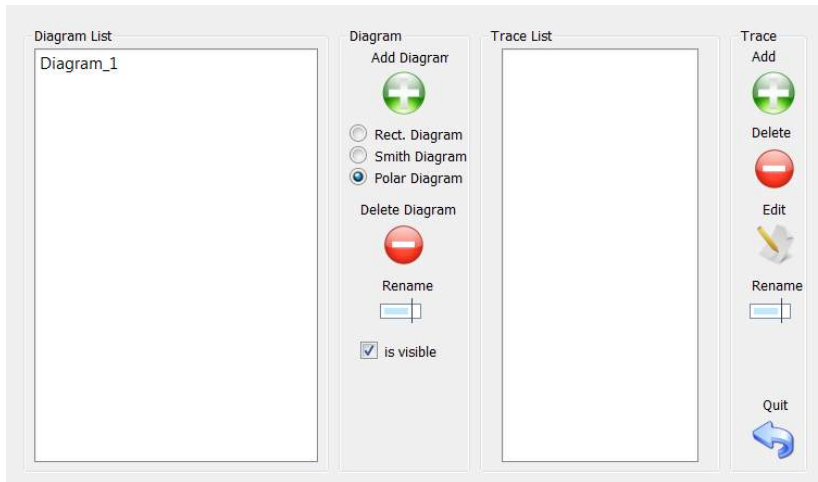 Diagram List
Diagram_1
Diagram
Add Diagram
Rect. Diagram
Smith Diagram
Polar Diagram
Delete Diagram
Rename
is visible
Trace List
Trace
Add
Delete
Edit
Rename
Quit